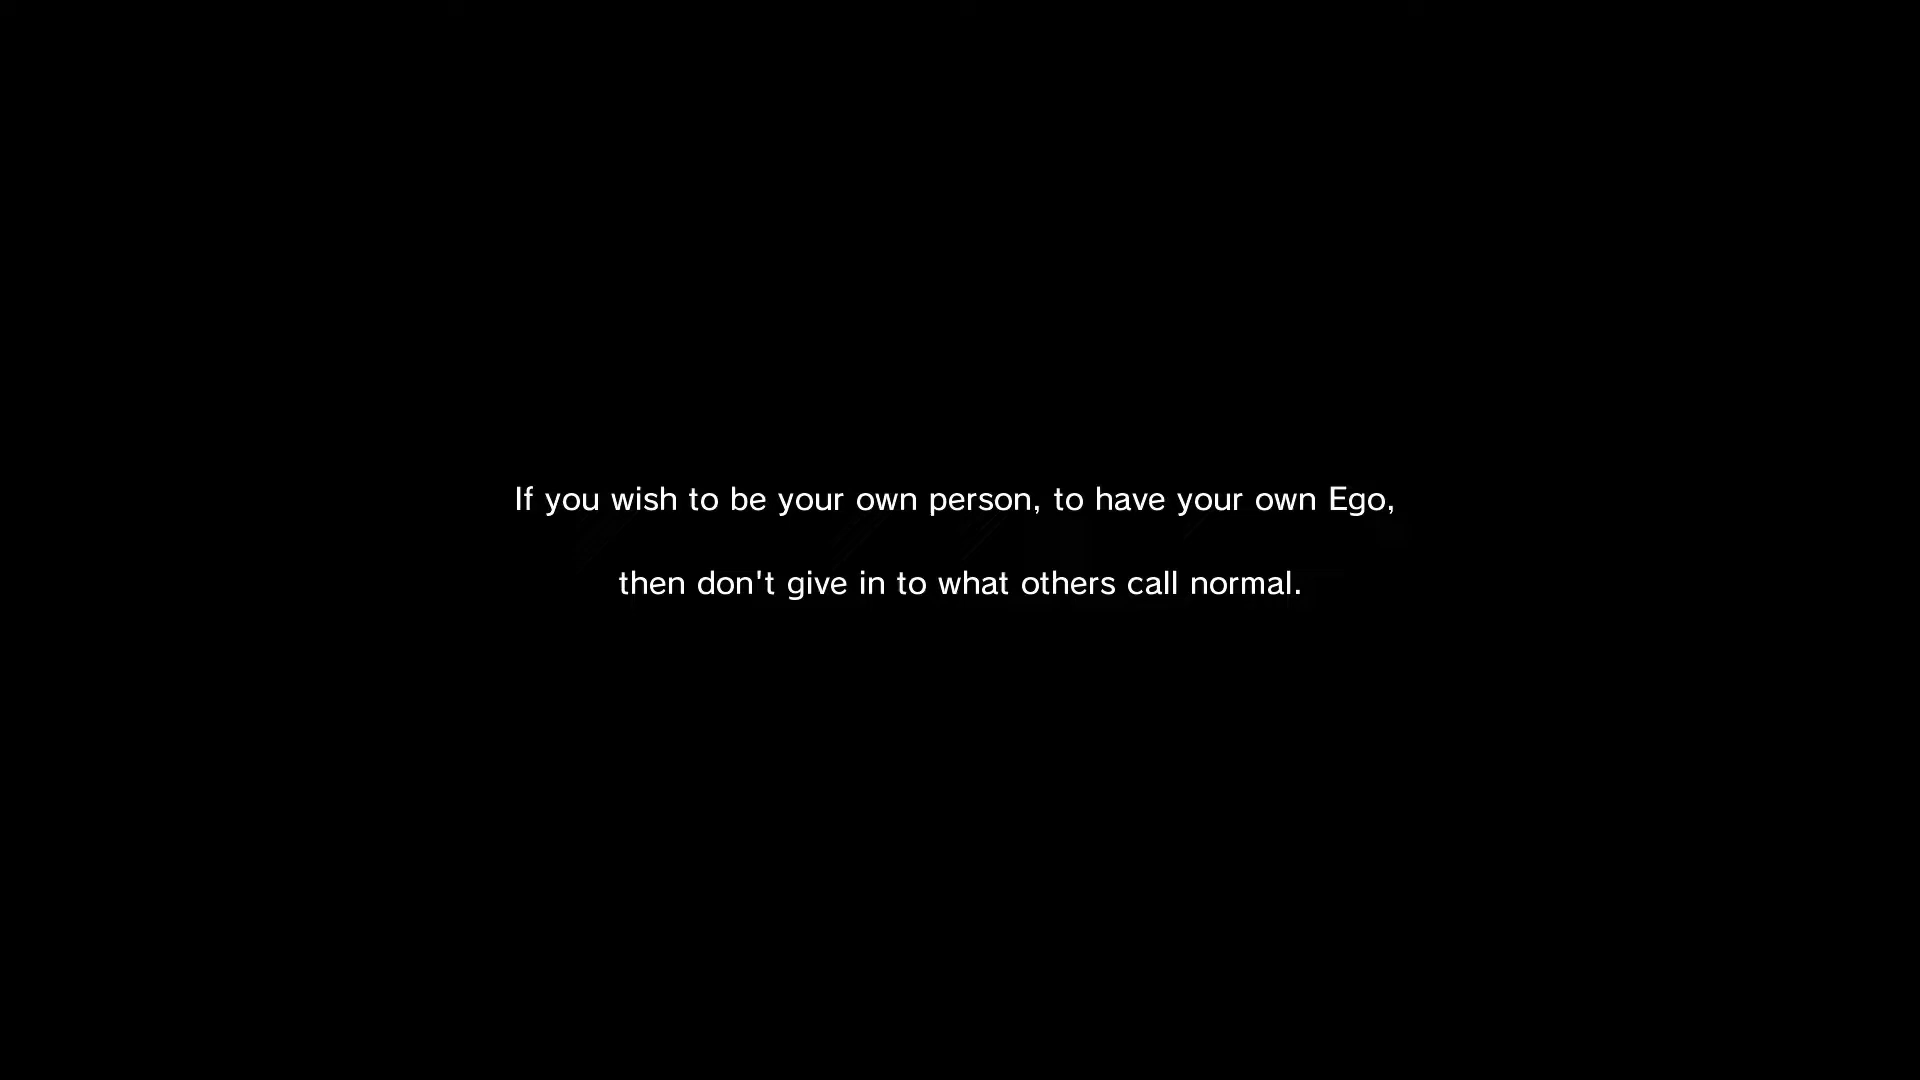 If you wish to be your own person, to have your own Ego,
then don't give in to what others call normal.